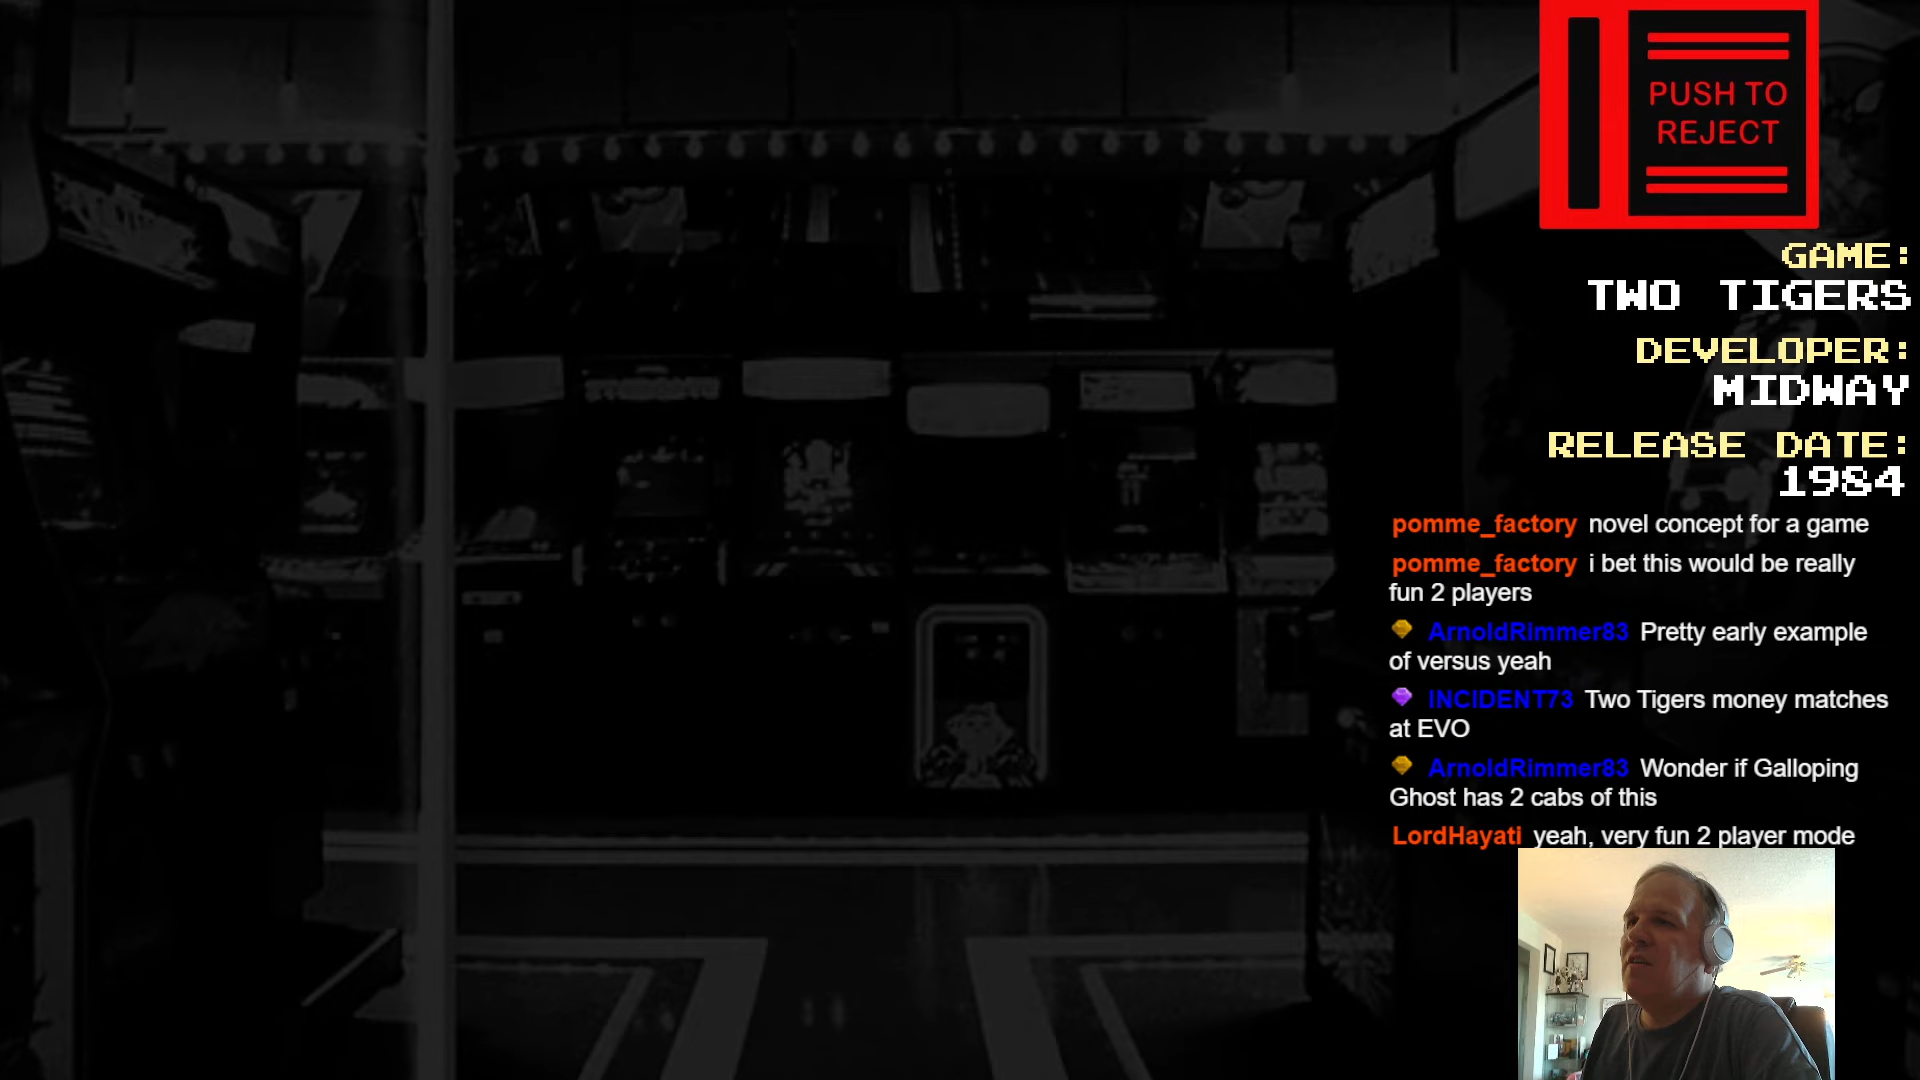 PUSH TO
REJECT
GAME:
TWO TIGERS
DEVELOPER:
MIDWAY
RELEASE DATE:
1984
pomme_factory novel concept for a game
pomme_factory i bet this would be really
fun 2 players
ArnoldRimmer83 Pretty early example
of versus yeah
INCIDENT73 Two Tigers money matches
at EVO
ArnoldRimmer83 Wonder if Galloping
Ghost has 2 cabs of this
LordHayati yeah, very fun 2 player mode